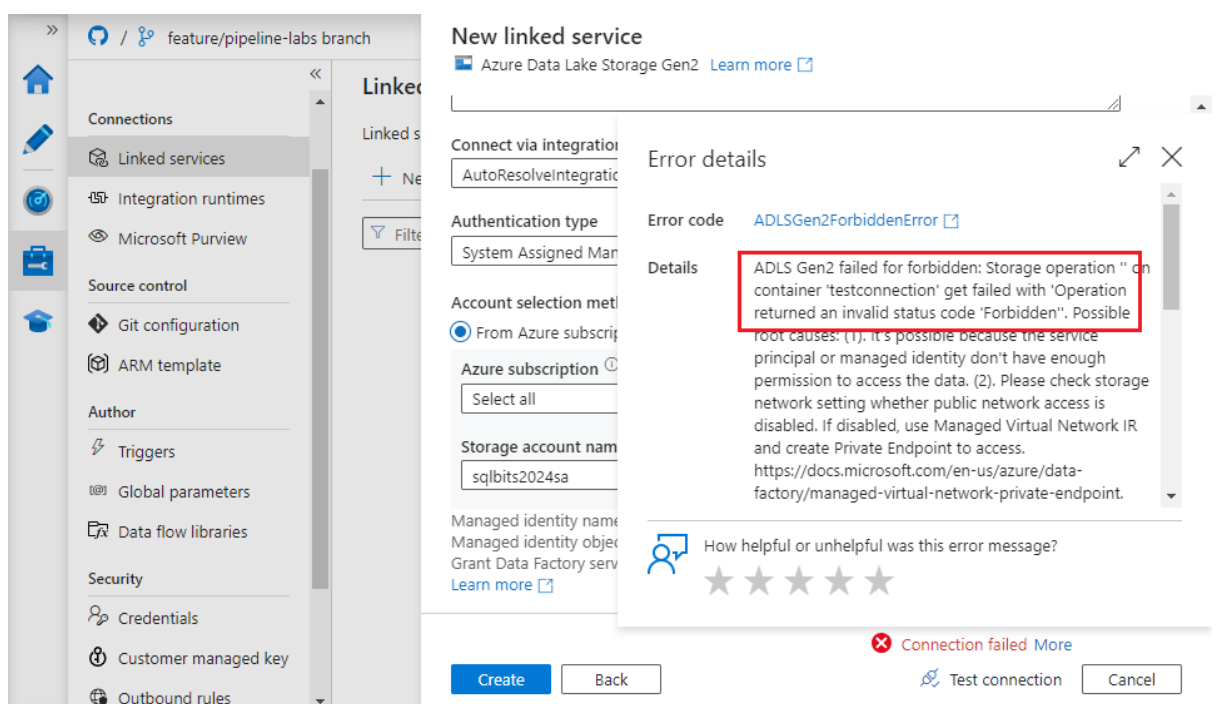 »
/ feature/pipeline-labs branch
«
Connections
Linked services
Integration runtimes
Microsoft Purview
Source control
Git configuration
ARM template
Author
Triggers
Global parameters
Data flow libraries
Security
Credentials
Customer managed key
Outbound rules
Linked
Linked s
+ Ne
Filte
New linked service
Azure Data Lake Storage Gen2 Learn more
Connect via integration
AutoResolveIntegratio
Authentication type
System Assigned Man
Account selection met
From Azure subscrip
Azure subscription
Select all
Storage account nam
sqlbits2024sa
Managed identity name
Managed identity objec
Grant Data Factory serv
Learn more
Error details
Error code ADLSGen2ForbiddenError
Details ADLS Gen2 failed for forbidden: Storage operation '' on
container 'testconnection' get failed with 'Operation
returned an invalid status code 'Forbidden''. Possible
root causes: (1). It's possible because the service
principal or managed identity don't have enough
permission to access the data. (2). Please check storage
network setting whether public network access is
disabled. If disabled, use Managed Virtual Network IR
and create Private Endpoint to access.
https://docs.microsoft.com/en-us/azure/data-
factory/managed-virtual-network-private-endpoint.
How helpful or unhelpful was this error message?
Connection failed More
Create Back Test connection Cancel